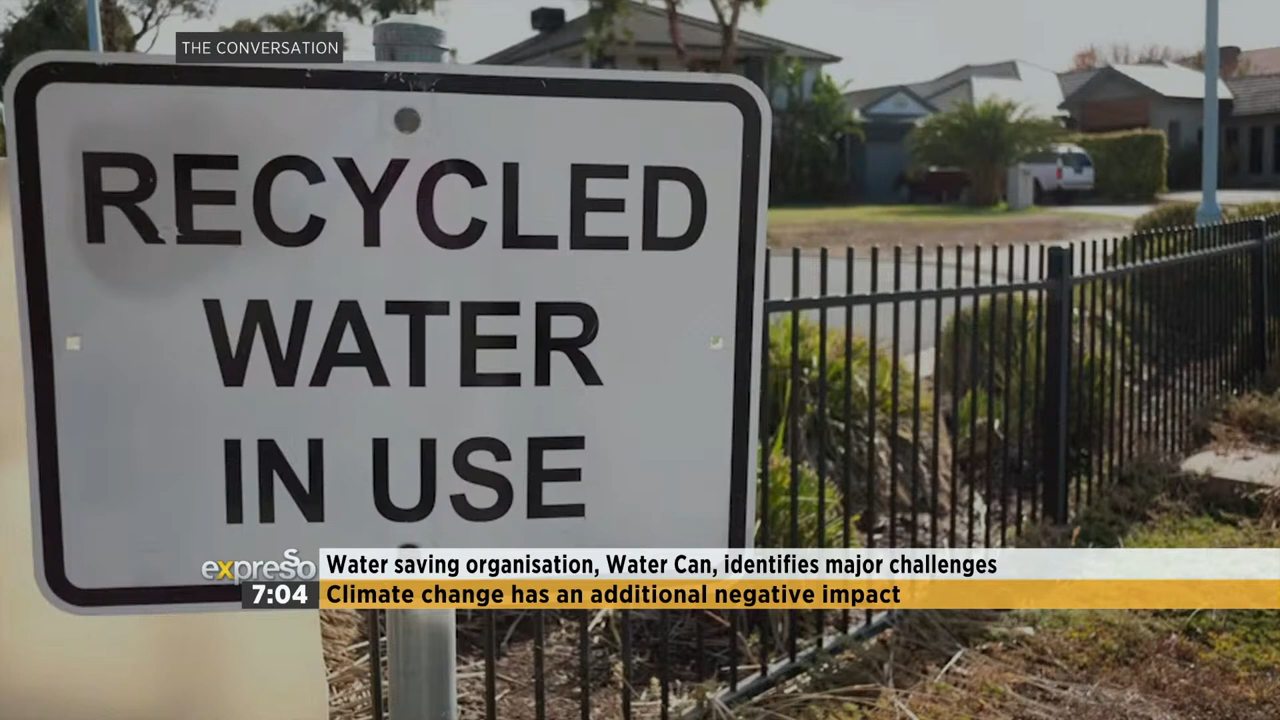 THE CONVERSATION
RECYCLED
WATER
IN USE
expresso
Water saving organisation, Water Can, identifies major challenges
7:04
Climate change has an additional negative impact